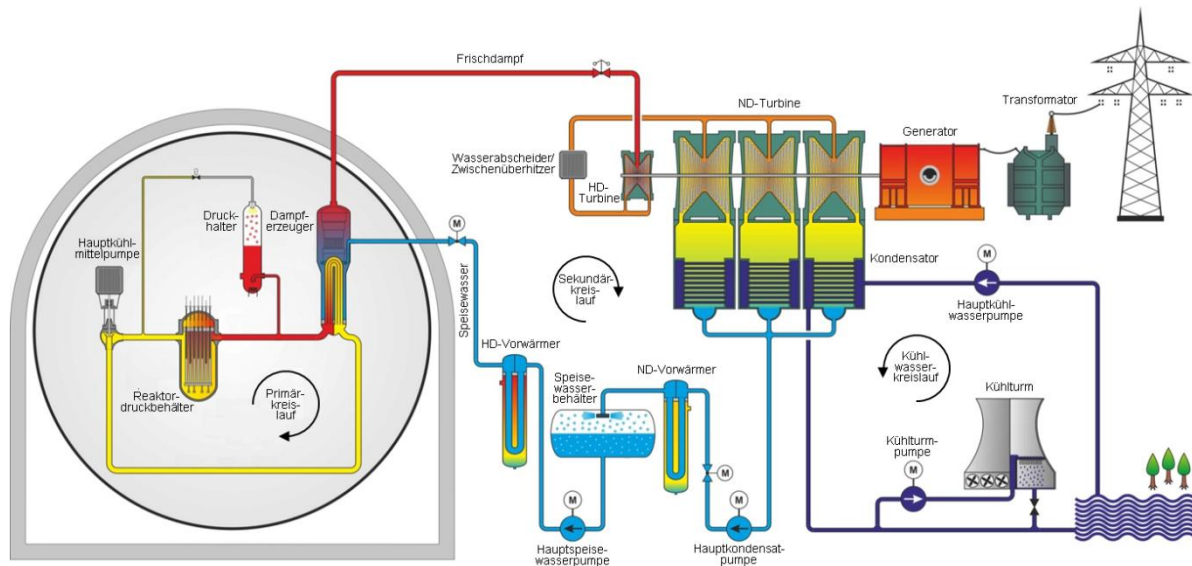 Frischdampf
ND-Turbine
Transformator
Generator
Wasserabscheider/
Zwischenüberhitzer
HD-
Turbine
Druck-
halter
Dampf-
erzeuger
Hauptkühl-
mittelpumpe
M
Kondensator
M
Sekundär-
kreis-
lauf
Speisewasser
Hauptkühl-
wasserpumpe
HD-Vorwärmer
Speise-
wasser-
behälter
ND-Vorwärmer
Kühl-
wasser-
kreislauf
Kühlturm
Reaktor-
druckbehälter
Primär-
kreis-
lauf
Kühlturm-
pumpe
M
M
M
M
Hauptspeise-
wasserpumpe
Hauptkondensat-
pumpe